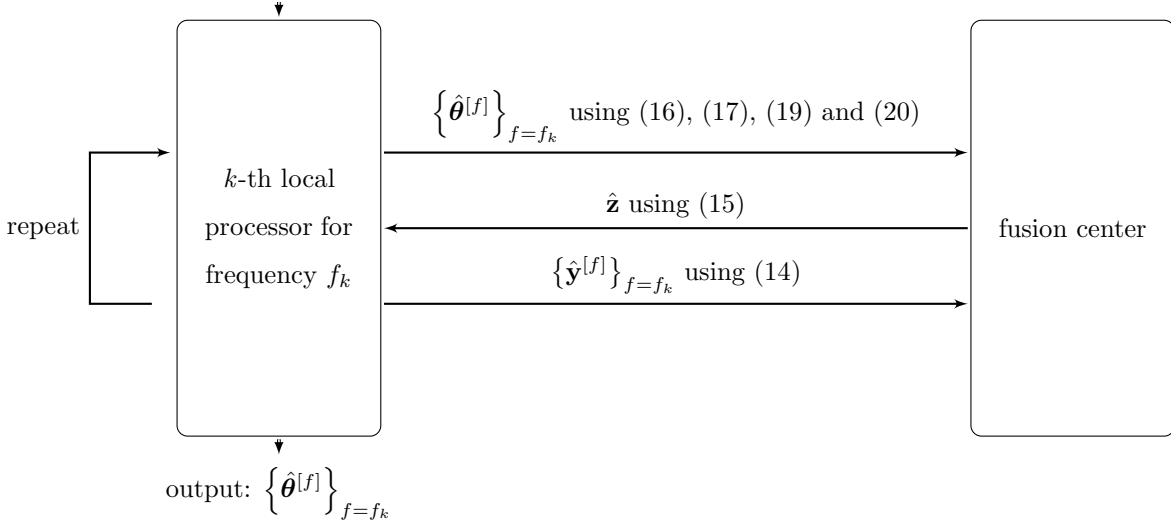 {θ̂^[f]}_{f=f_k} using (16), (17), (19) and (20)
k-th local
processor for
frequency f_k
repeat
ẑ using (15)
fusion center
{ŷ^[f]}_{f=f_k} using (14)
output: {θ̂^[f]}_{f=f_k}